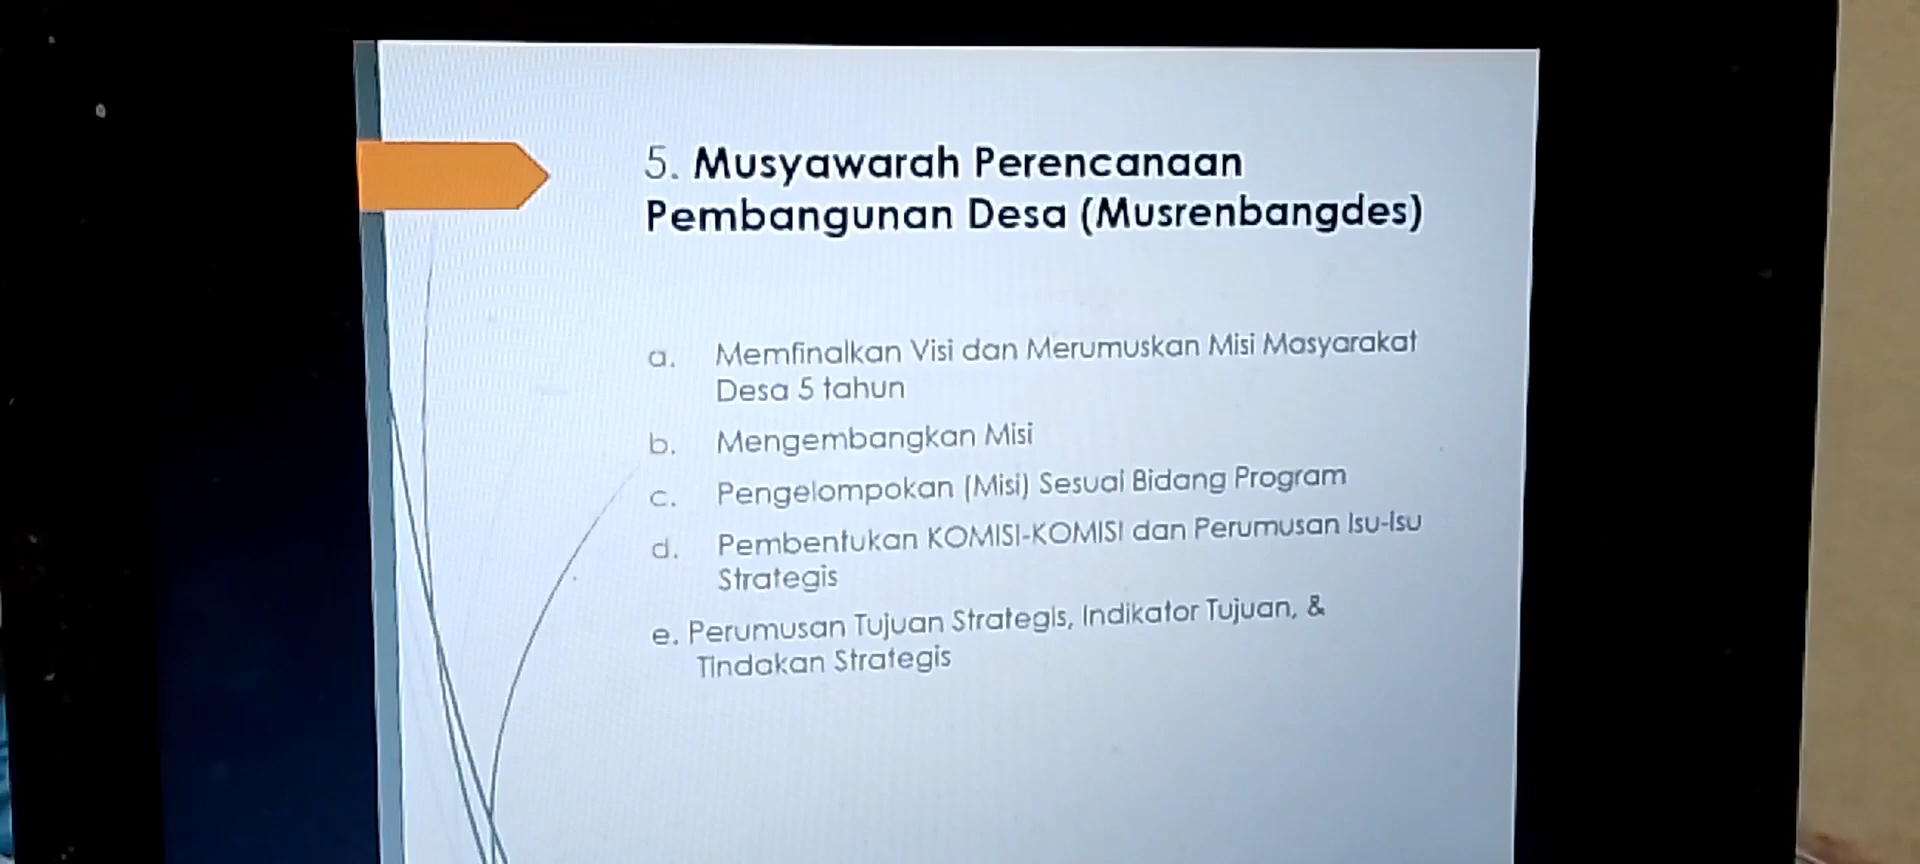 5. Musyawarah Perencanaan
Pembangunan Desa (Musrenbangdes)
a. Memfinalkan Visi dan Merumuskan Misi Masyarakat
Desa 5 tahun
b. Mengembangkan Misi
c. Pengelompokan (Misi) Sesuai Bidang Program
d. Pembentukan KOMISI-KOMISI dan Perumusan Isu-Isu
Strategis
e. Perumusan Tujuan Strategis, Indikator Tujuan, &
Tindakan Strategis